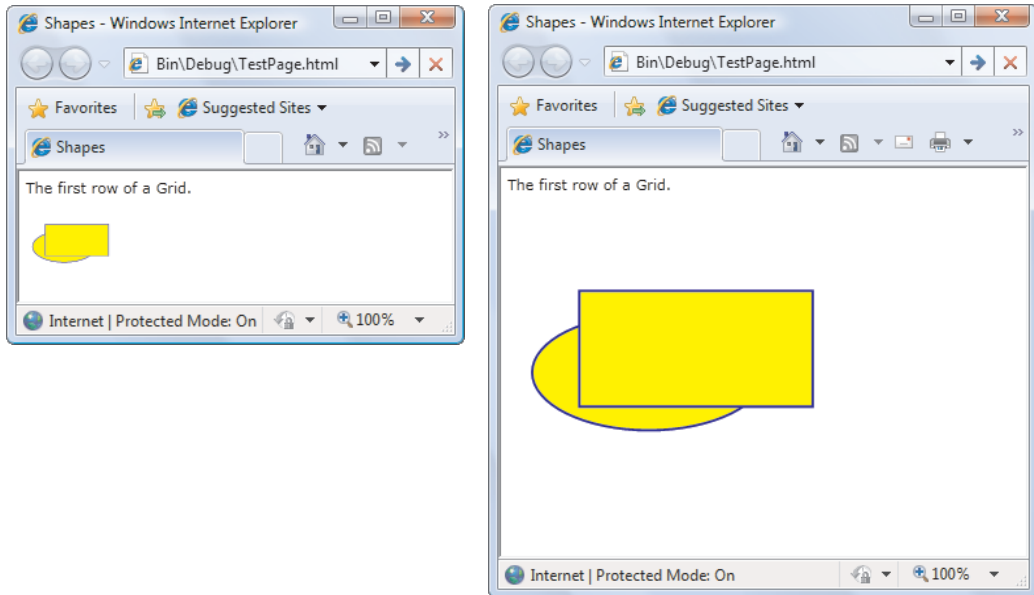 Shapes - Windows Internet Explorer
Bin\Debug\TestPage.html
Favorites
Suggested Sites
Shapes
The first row of a Grid.
Internet | Protected Mode: On
100%
Shapes - Windows Internet Explorer
Bin\Debug\TestPage.html
Favorites
Suggested Sites
Shapes
The first row of a Grid.
Internet | Protected Mode: On
100%